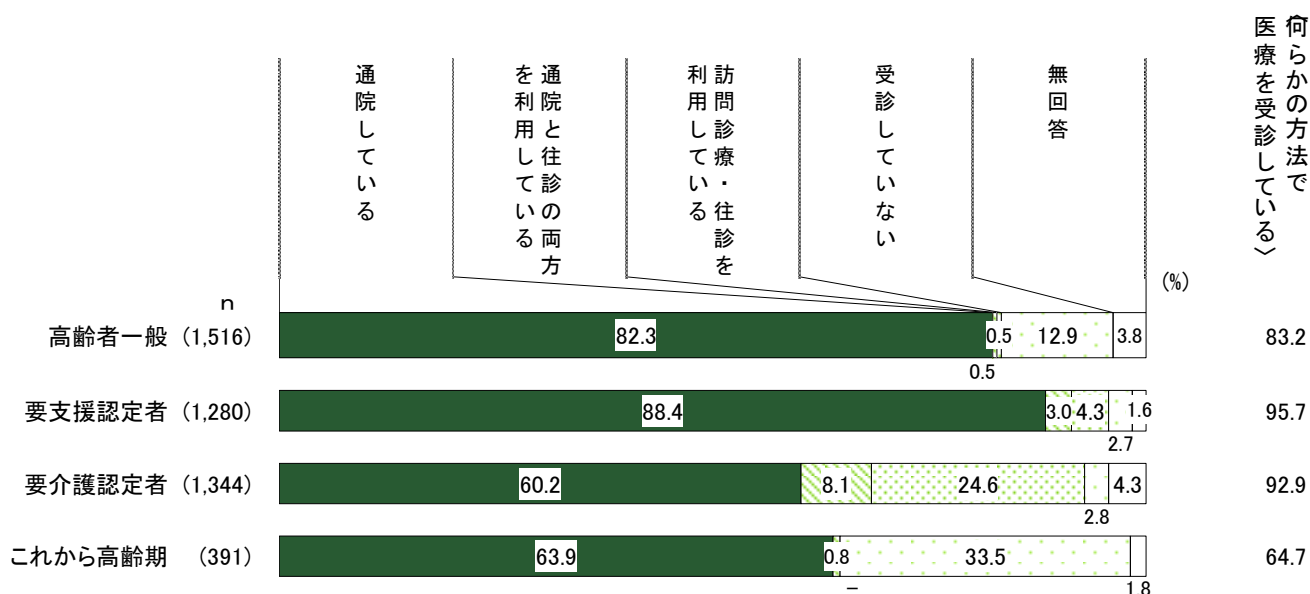 通院している
通院と往診の両方
を利用している
訪問診療・往診を
利用している
受診していない
無回答
何らかの方法で
医療を受診している〉
(%)
n
高齢者一般 (1,516) 82.3 0.5 12.9 3.8 83.2
0.5
要支援認定者 (1,280) 88.4 3.0 4.3 1.6 95.7
2.7
要介護認定者 (1,344) 60.2 8.1 24.6 4.3 92.9
2.8
これから高齢期 (391) 63.9 0.8 33.5 64.7
− 1.8